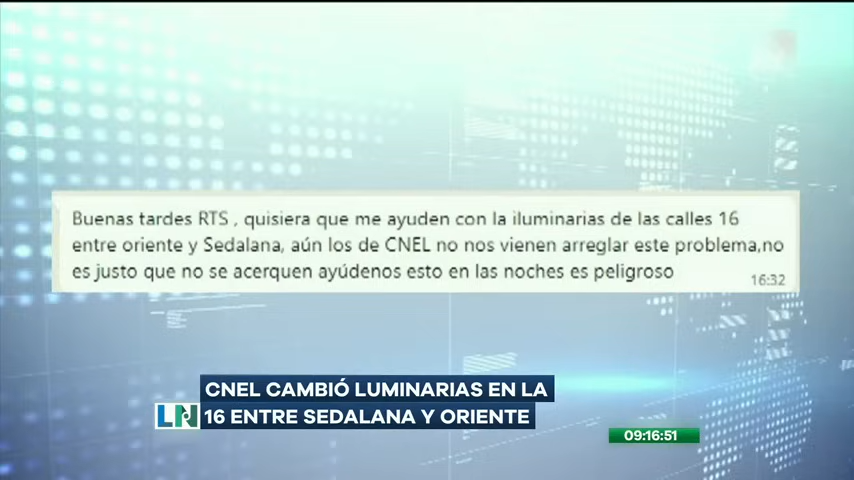 Buenas tardes RTS , quisiera que me ayuden con la iluminarias de las calles 16
entre oriente y Sedalana, aún los de CNEL no nos vienen arreglar este problema,no
es justo que no se acerquen ayúdenos esto en las noches es peligroso
16:32
CNEL CAMBIÓ LUMINARIAS EN LA
LN 16 ENTRE SEDALANA Y ORIENTE
09:16:51